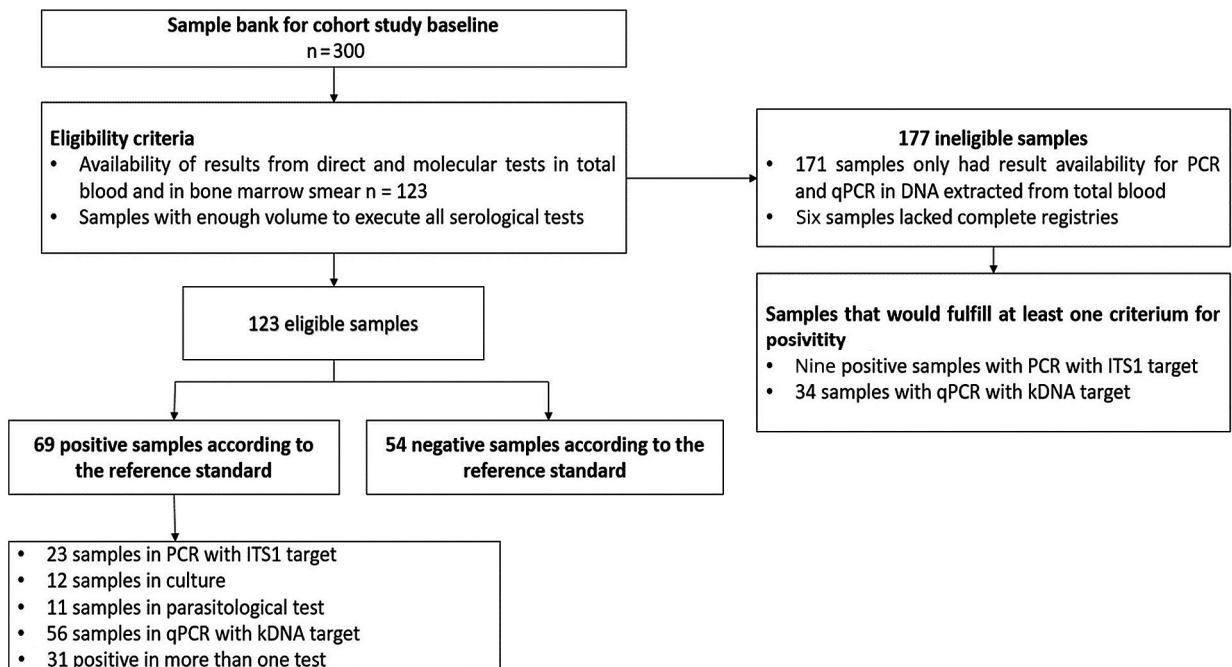 Sample bank for cohort study baseline
n=300
Eligibility criteria
• Availability of results from direct and molecular tests in total
blood and in bone marrow smear n = 123
• Samples with enough volume to execute all serological tests
177 ineligible samples
• 171 samples only had result availability for PCR
and qPCR in DNA extracted from total blood
• Six samples lacked complete registries
123 eligible samples
Samples that would fulfill at least one criterium for
posivitity
• Nine positive samples with PCR with ITS1 target
• 34 samples with qPCR with kDNA target
69 positive samples according to
the reference standard
54 negative samples according to the
reference standard
• 23 samples in PCR with ITS1 target
• 12 samples in culture
• 11 samples in parasitological test
• 56 samples in qPCR with kDNA target
• 31 positive in more than one test